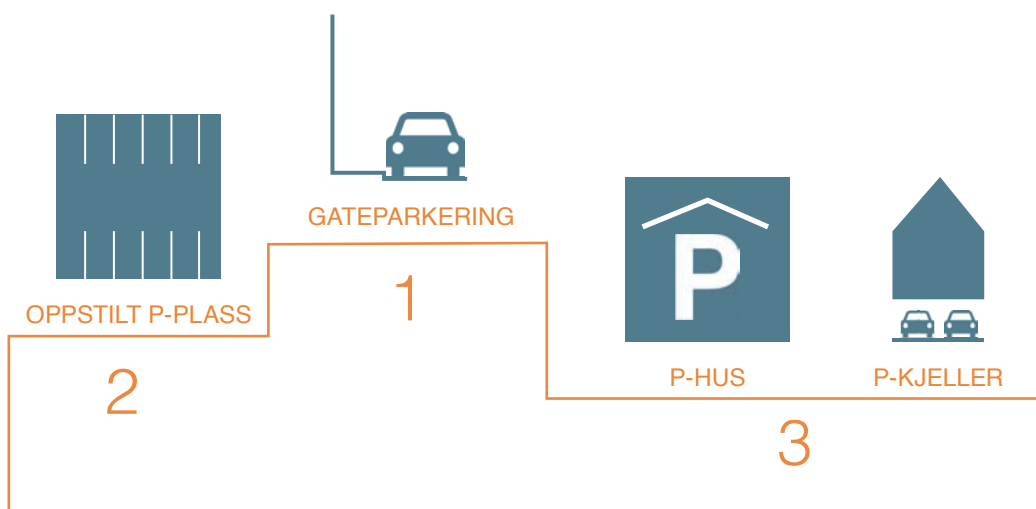 OPPSTILT P-PLASS
2
GATEPARKERING
1
P
P-HUS
P-KJELLER
3